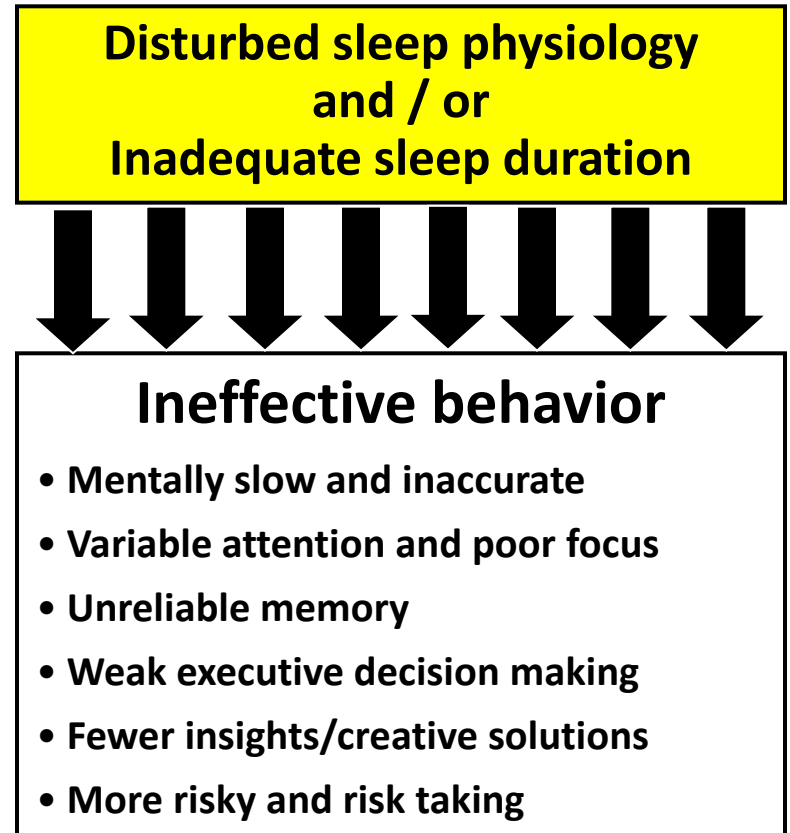 Disturbed sleep physiology
and / or
Inadequate sleep duration
Ineffective behavior
• Mentally slow and inaccurate
• Variable attention and poor focus
• Unreliable memory
• Weak executive decision making
• Fewer insights/creative solutions
• More risky and risk taking